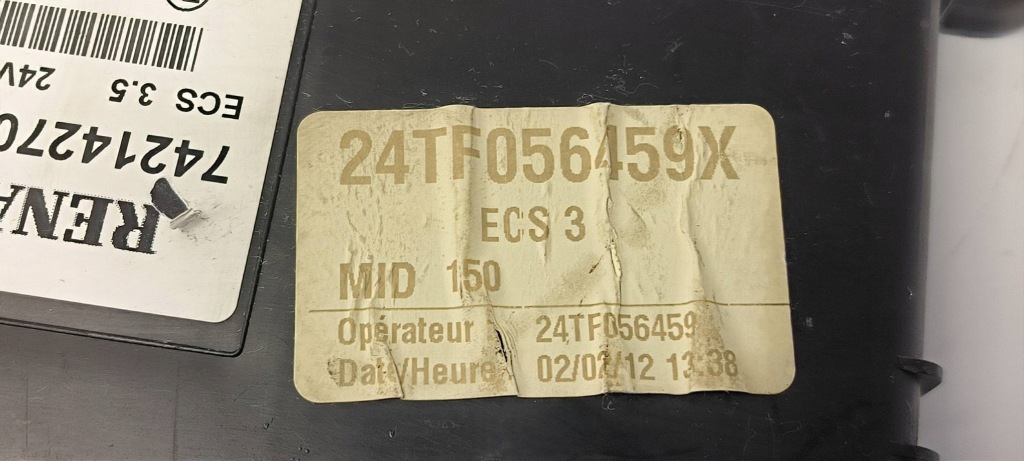 24TF056459X
ECS 3
MID 150
Opérateur 24TF056459
Date/Heure 02/02/12 13:38
RENA
74214270
ECS 3.5 24V